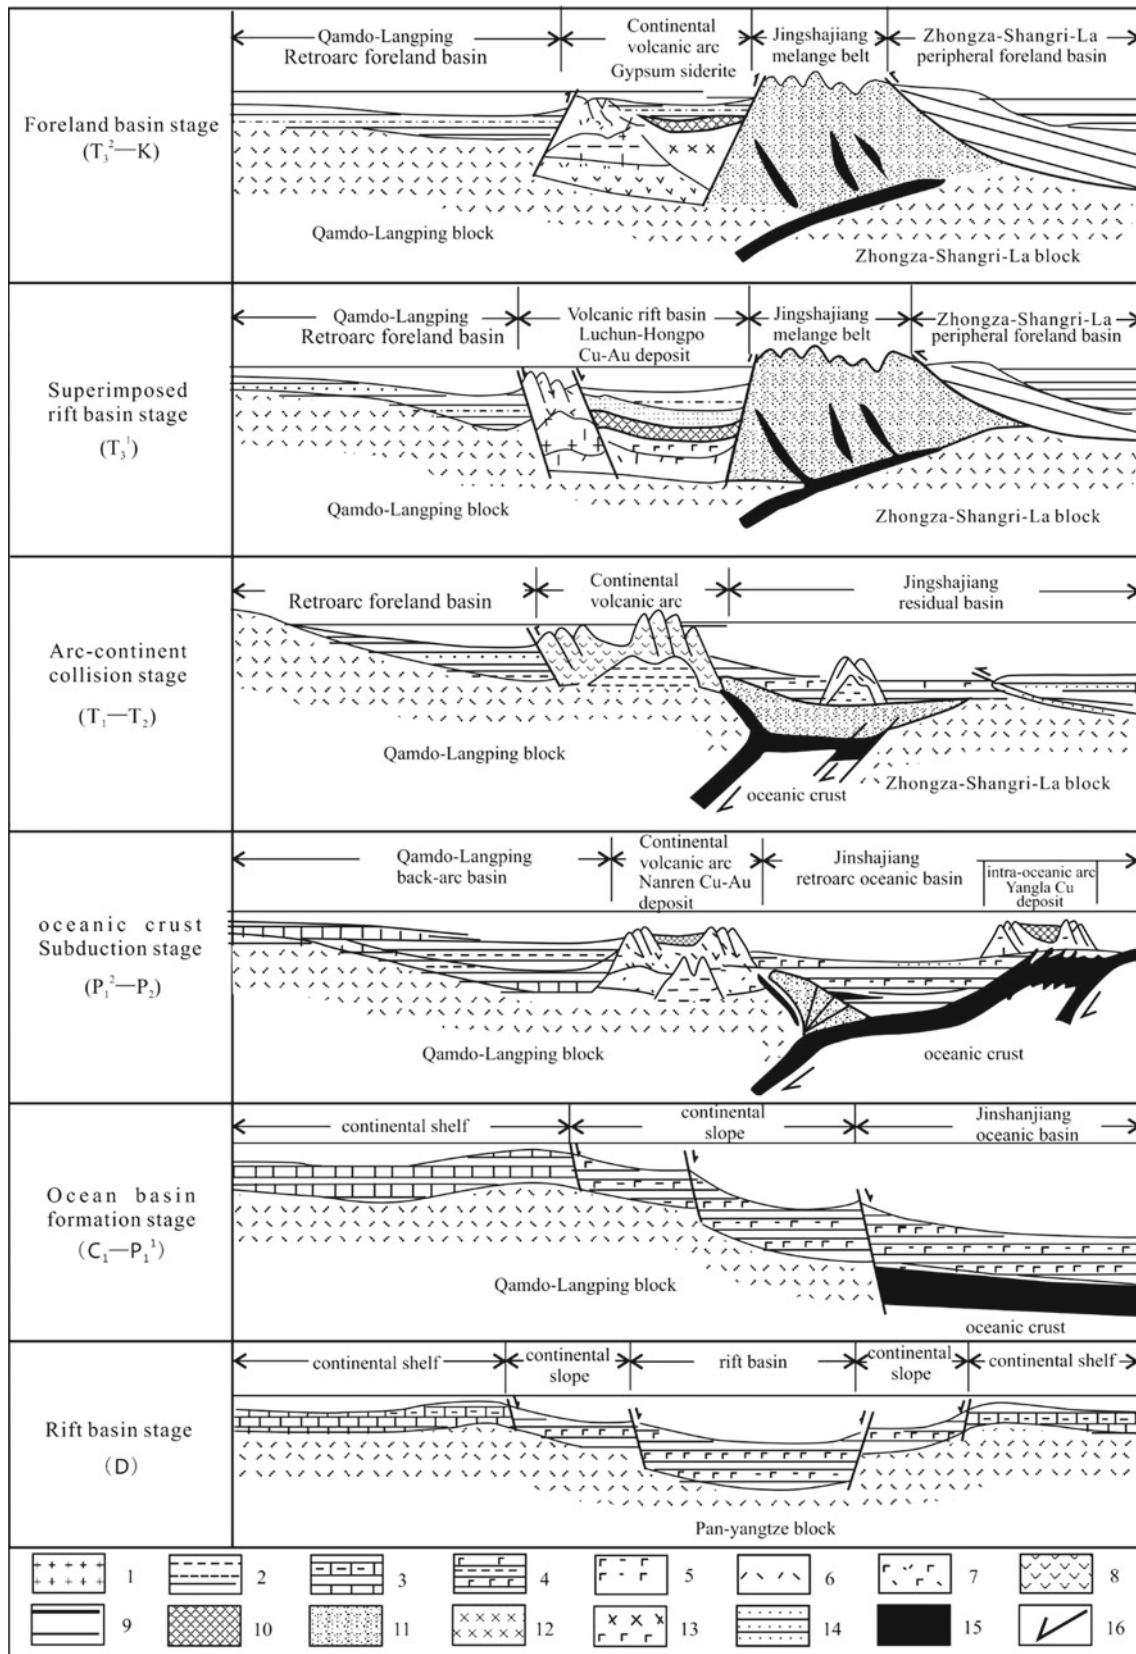 Qamdo-Langping
Retroarc foreland basin
Continental
volcanic arc
Gypsum siderite
Jingshajiang
melange belt
Zhongza-Shangri-La
peripheral foreland basin
Foreland basin stage
(T₃²—K)
Qamdo-Langping block
Zhongza-Shangri-La block
Qamdo-Langping
Retroarc foreland basin
Volcanic rift basin
Luchun-Hongpo
Cu-Au deposit
Jingshajiang
melange belt
Zhongza-Shangri-La
peripheral foreland basin
Superimposed
rift basin stage
(T₃¹)
Qamdo-Langping block
Zhongza-Shangri-La block
Retroarc foreland basin
Continental
volcanic arc
Jingshajiang
residual basin
Arc-continent
collision stage
(T₁—T₂)
Qamdo-Langping block
oceanic crust
Zhongza-Shangri-La block
Qamdo-Langping
back-arc basin
Continental
volcanic arc
Nanren Cu-Au
deposit
Jinshajiang
retroarc oceanic basin
intra-oceanic arc
Yangla Cu
deposit
oceanic crust
Subduction stage
(P₁²—P₂)
Qamdo-Langping block
oceanic crust
continental shelf
continental
slope
Jinshanjiang
oceanic basin
Ocean basin
formation stage
(C₁—P₁¹)
Qamdo-Langping block
oceanic crust
continental shelf
continental
slope
rift basin
continental
slope
continental shelf
Rift basin stage
(D)
Pan-yangtze block
1 2 3 4 5 6 7 8
9 10 11 12 13 14 15 16